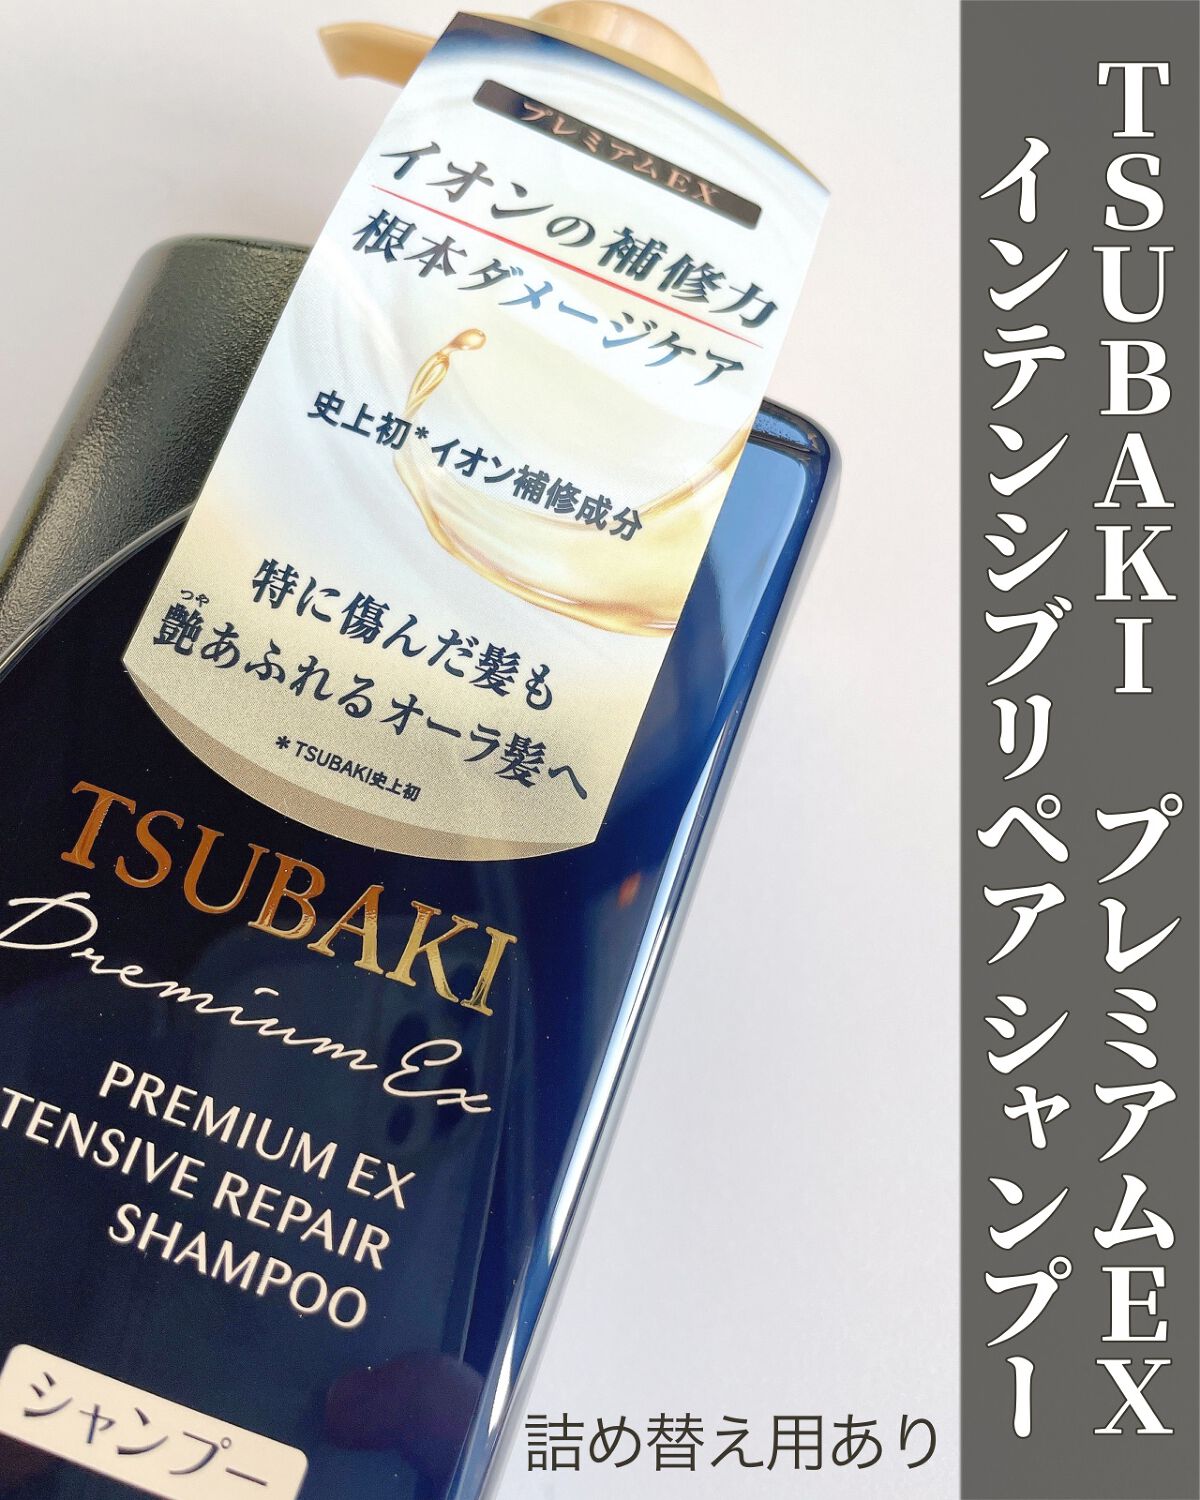 TSUBAKI プレミアムEX
インテンシブリペア シャンプー
プレミアムEX
イオンの補修力
根本ダメージケア
史上初*イオン補修成分
特に傷んだ髪も
つや
艶あふれるオーラ髪へ
*TSUBAKI史上初
TSUBAKI
Premium Ex
PREMIUM EX
TENSIVE REPAIR
SHAMPOO
シャンプー
詰め替え用あり